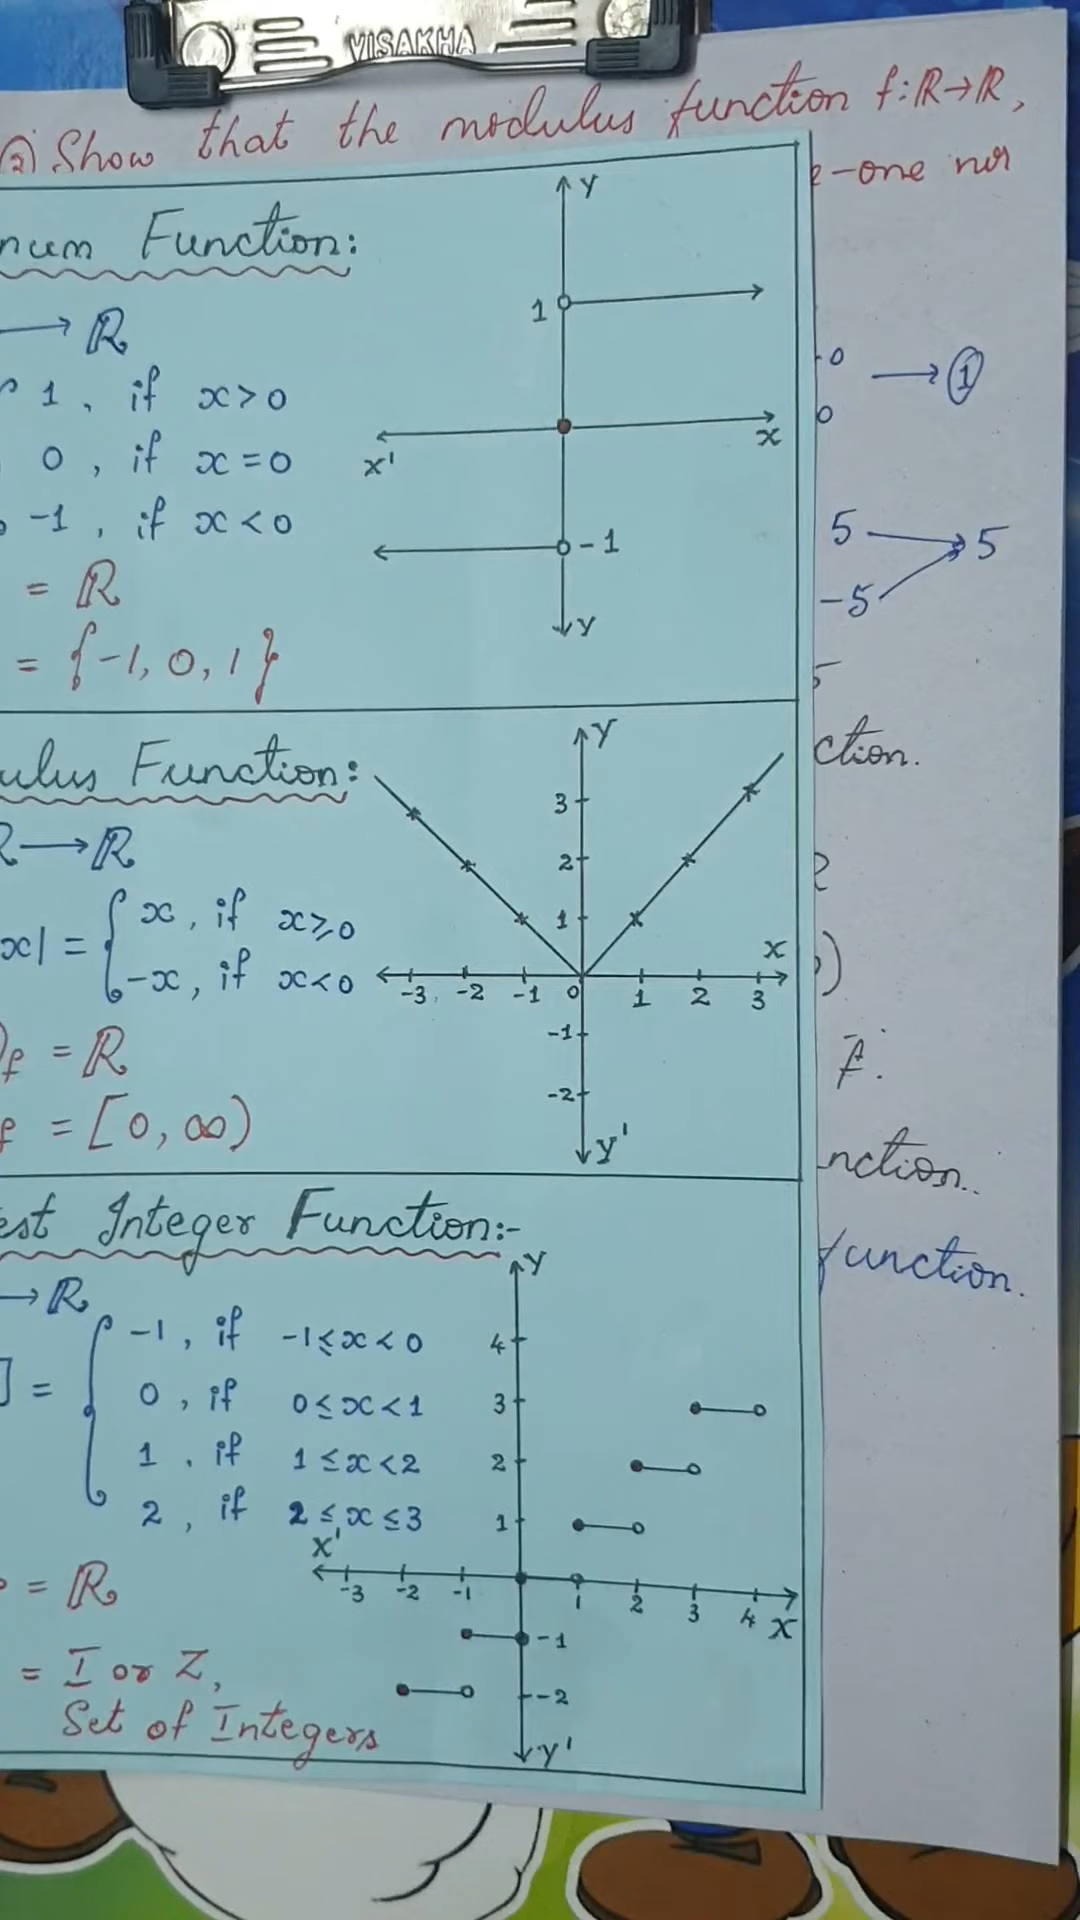 VISAKHA
② Show that the modulus function f:R→R,
-one nor
num Function:
→ ℝ
1, if x>0
0, if x=0
-1, if x<0
= ℝ
= {-1, 0, 1}
Y
1
x' x
-1
Y
0
→ ①
0
5 → 5
-5
ulus Function:
R→ℝ
x| = { x, if x⩾0
-x, if x<0
f = ℝ
f = [0, ∞)
Y
3
2
1
x
-3 -2 -1 0 1 2 3
-1
-2
Y'
ction.
)
nction.
function.
est Integer Function:-
→ℝ
] = { -1, if -1≤x<0
0, if 0≤x<1
1, if 1≤x<2
2, if 2≤x≤3
= ℝ
= I or Z,
Set of Integers
Y
4
3
2
1
X'
-3 -2 -1 1 2 3 4 X
-1
-2
Y'